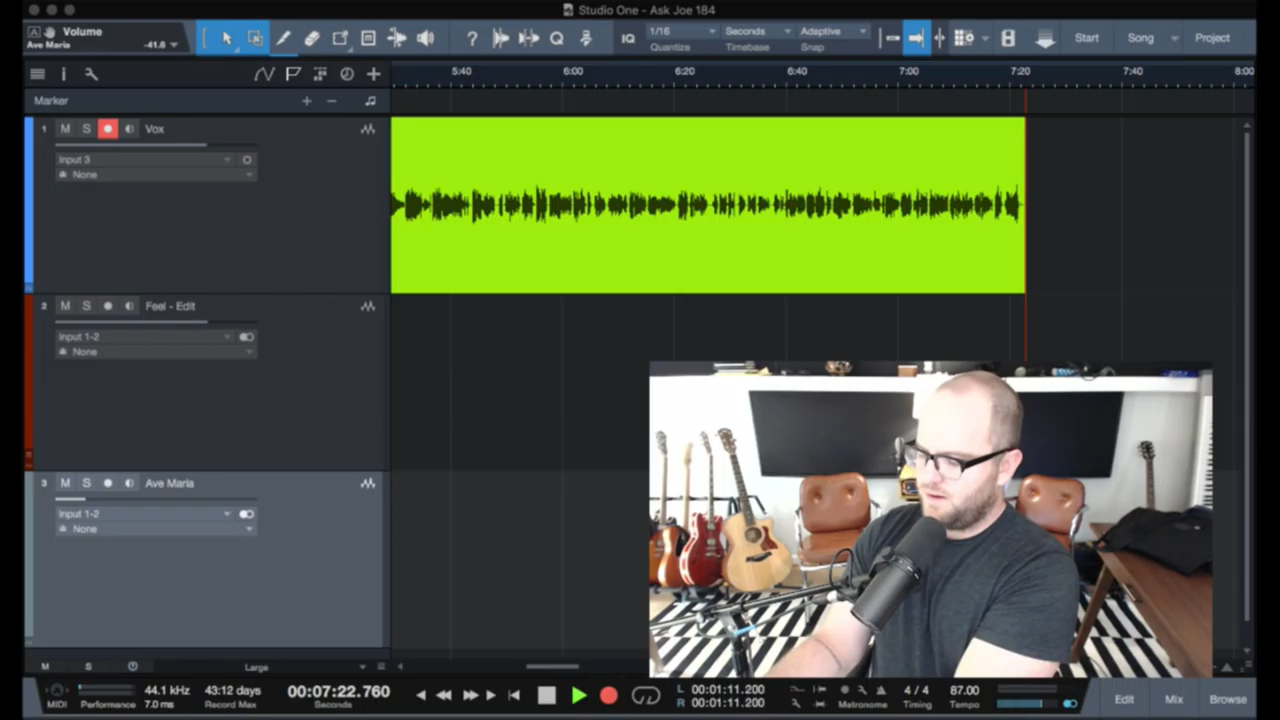 Studio One - Ask Joe 184
A Volume
Ave Maria -41.6
IQ
1/16 Seconds Adaptive
Quantize Timebase Snap
Start Song Project
5:40 6:00 6:20 6:40 7:00 7:20 7:40 8:00
Marker
1 M S Vox
Input 3
None
2 M S Feel - Edit
Input 1-2
None
3 M S Ave Maria
Input 1-2
None
M S Large
MIDI
Performance
44.1 kHz
7.0 ms
43:12 days
Record Max
00:07:22.760
Seconds
L 00:01:11.200
R 00:01:11.200
Metronome
4 / 4
Timing
87.00
Tempo
Edit Mix Browse